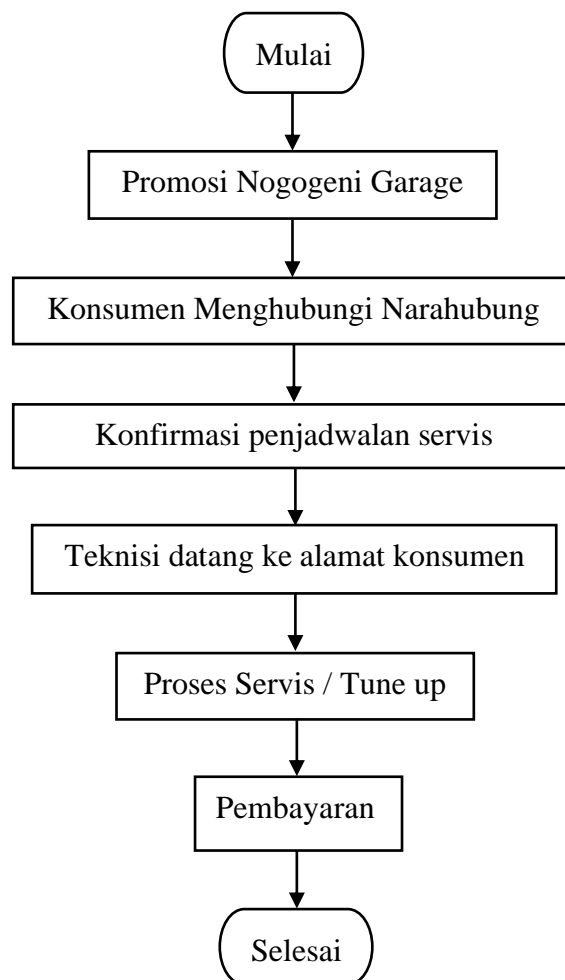 Mulai
Promosi Nogogeni Garage
Konsumen Menghubungi Narahubung
Konfirmasi penjadwalan servis
Teknisi datang ke alamat konsumen
Proses Servis / Tune up
Pembayaran
Selesai